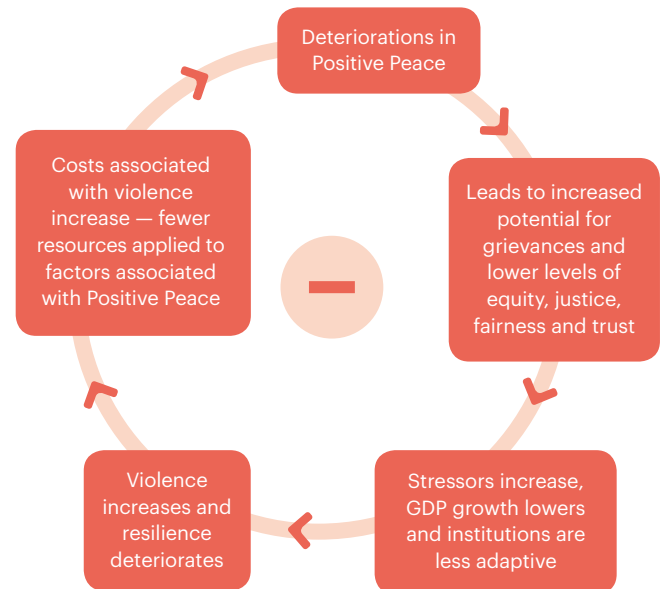 Deteriorations in
Positive Peace
Leads to increased
potential for
grievances and
lower levels of
equity, justice,
fairness and trust
Stressors increase,
GDP growth lowers
and institutions are
less adaptive
Violence
increases and
resilience
deteriorates
Costs associated
with violence
increase — fewer
resources applied to
factors associated
with Positive Peace